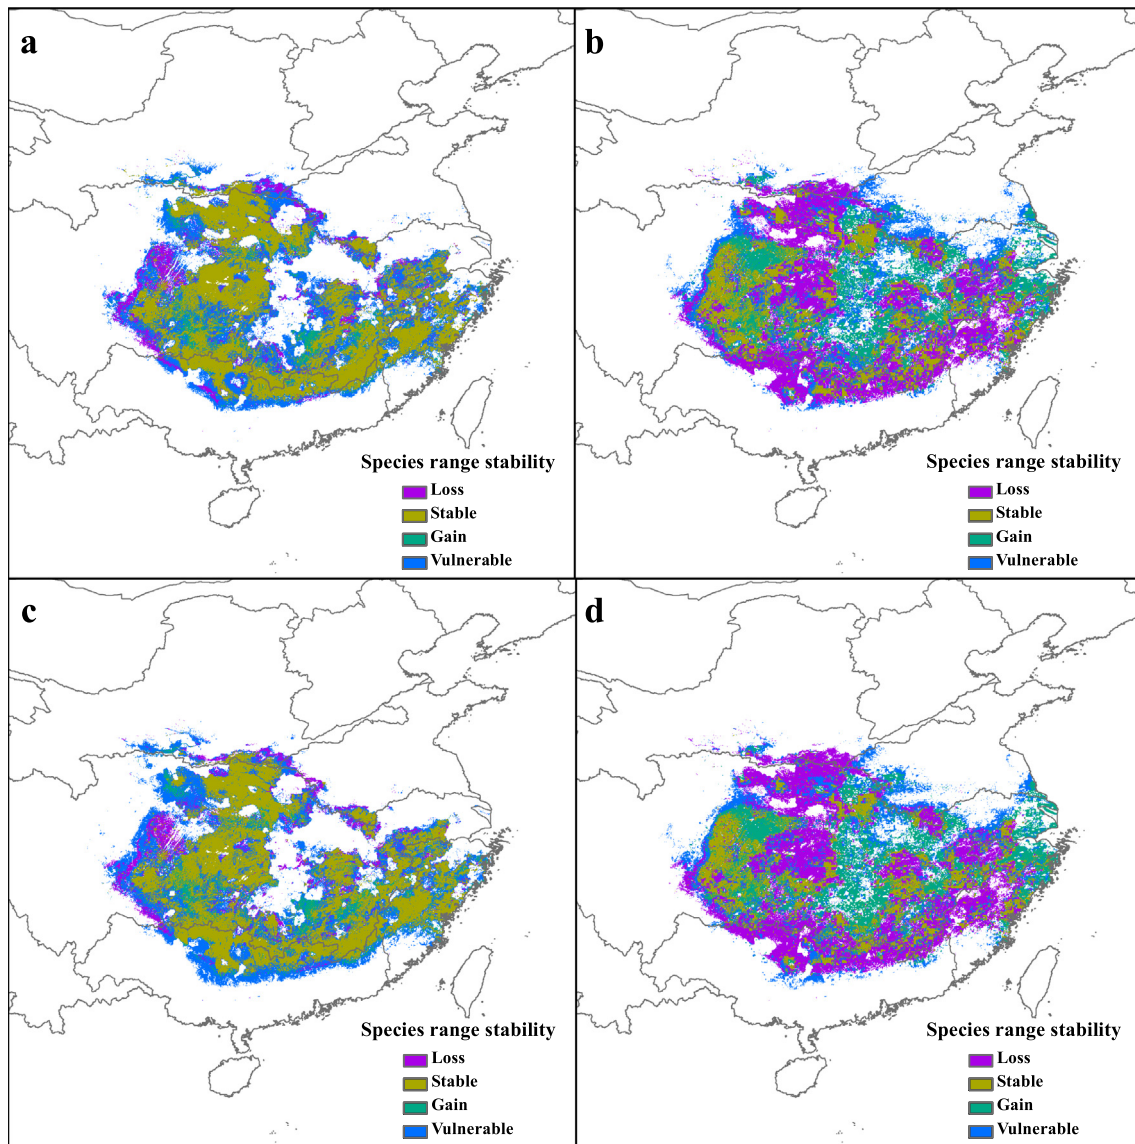 a
Species range stability
Loss
Stable
Gain
Vulnerable
b
Species range stability
Loss
Stable
Gain
Vulnerable
c
Species range stability
Loss
Stable
Gain
Vulnerable
d
Species range stability
Loss
Stable
Gain
Vulnerable